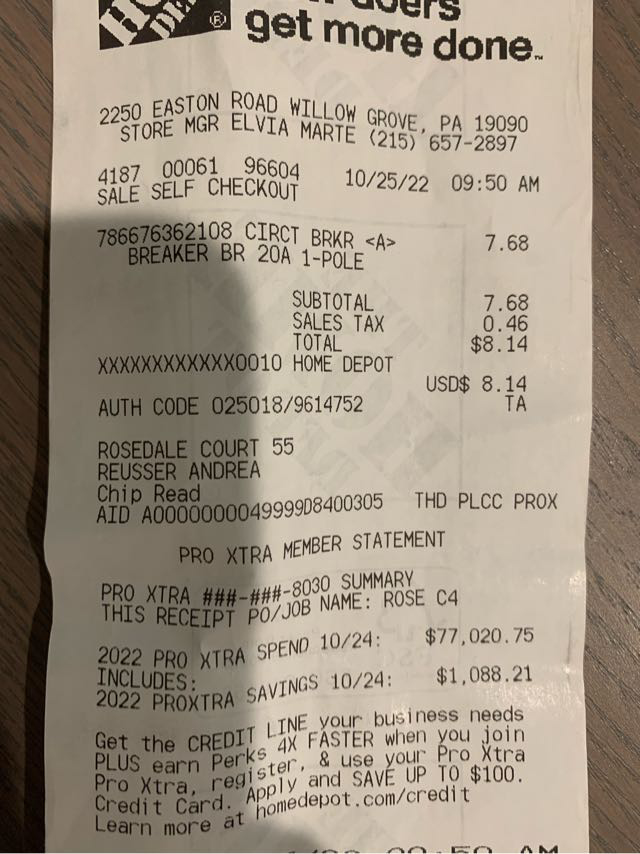 get more done.™
2250 EASTON ROAD WILLOW GROVE, PA 19090
STORE MGR ELVIA MARTE (215) 657-2897
4187 00061 96604 10/25/22 09:50 AM
SALE SELF CHECKOUT
786676362108 CIRCT BRKR <A> 7.68
BREAKER BR 20A 1-POLE
SUBTOTAL 7.68
SALES TAX 0.46
TOTAL $8.14
XXXXXXXXXXXX0010 HOME DEPOT
USD$ 8.14
AUTH CODE 025018/9614752 TA
ROSEDALE COURT 55
REUSSER ANDREA
Chip Read
AID A0000000049999D8400305 THD PLCC PROX
PRO XTRA MEMBER STATEMENT
PRO XTRA ###-###-8030 SUMMARY
THIS RECEIPT PO/JOB NAME: ROSE C4
2022 PRO XTRA SPEND 10/24: $77,020.75
INCLUDES:
2022 PROXTRA SAVINGS 10/24: $1,088.21
Get the CREDIT LINE your business needs
PLUS earn Perks 4X FASTER when you join
Pro Xtra, register, & use your Pro Xtra
Credit Card. Apply and SAVE UP TO $100.
Learn more at homedepot.com/credit